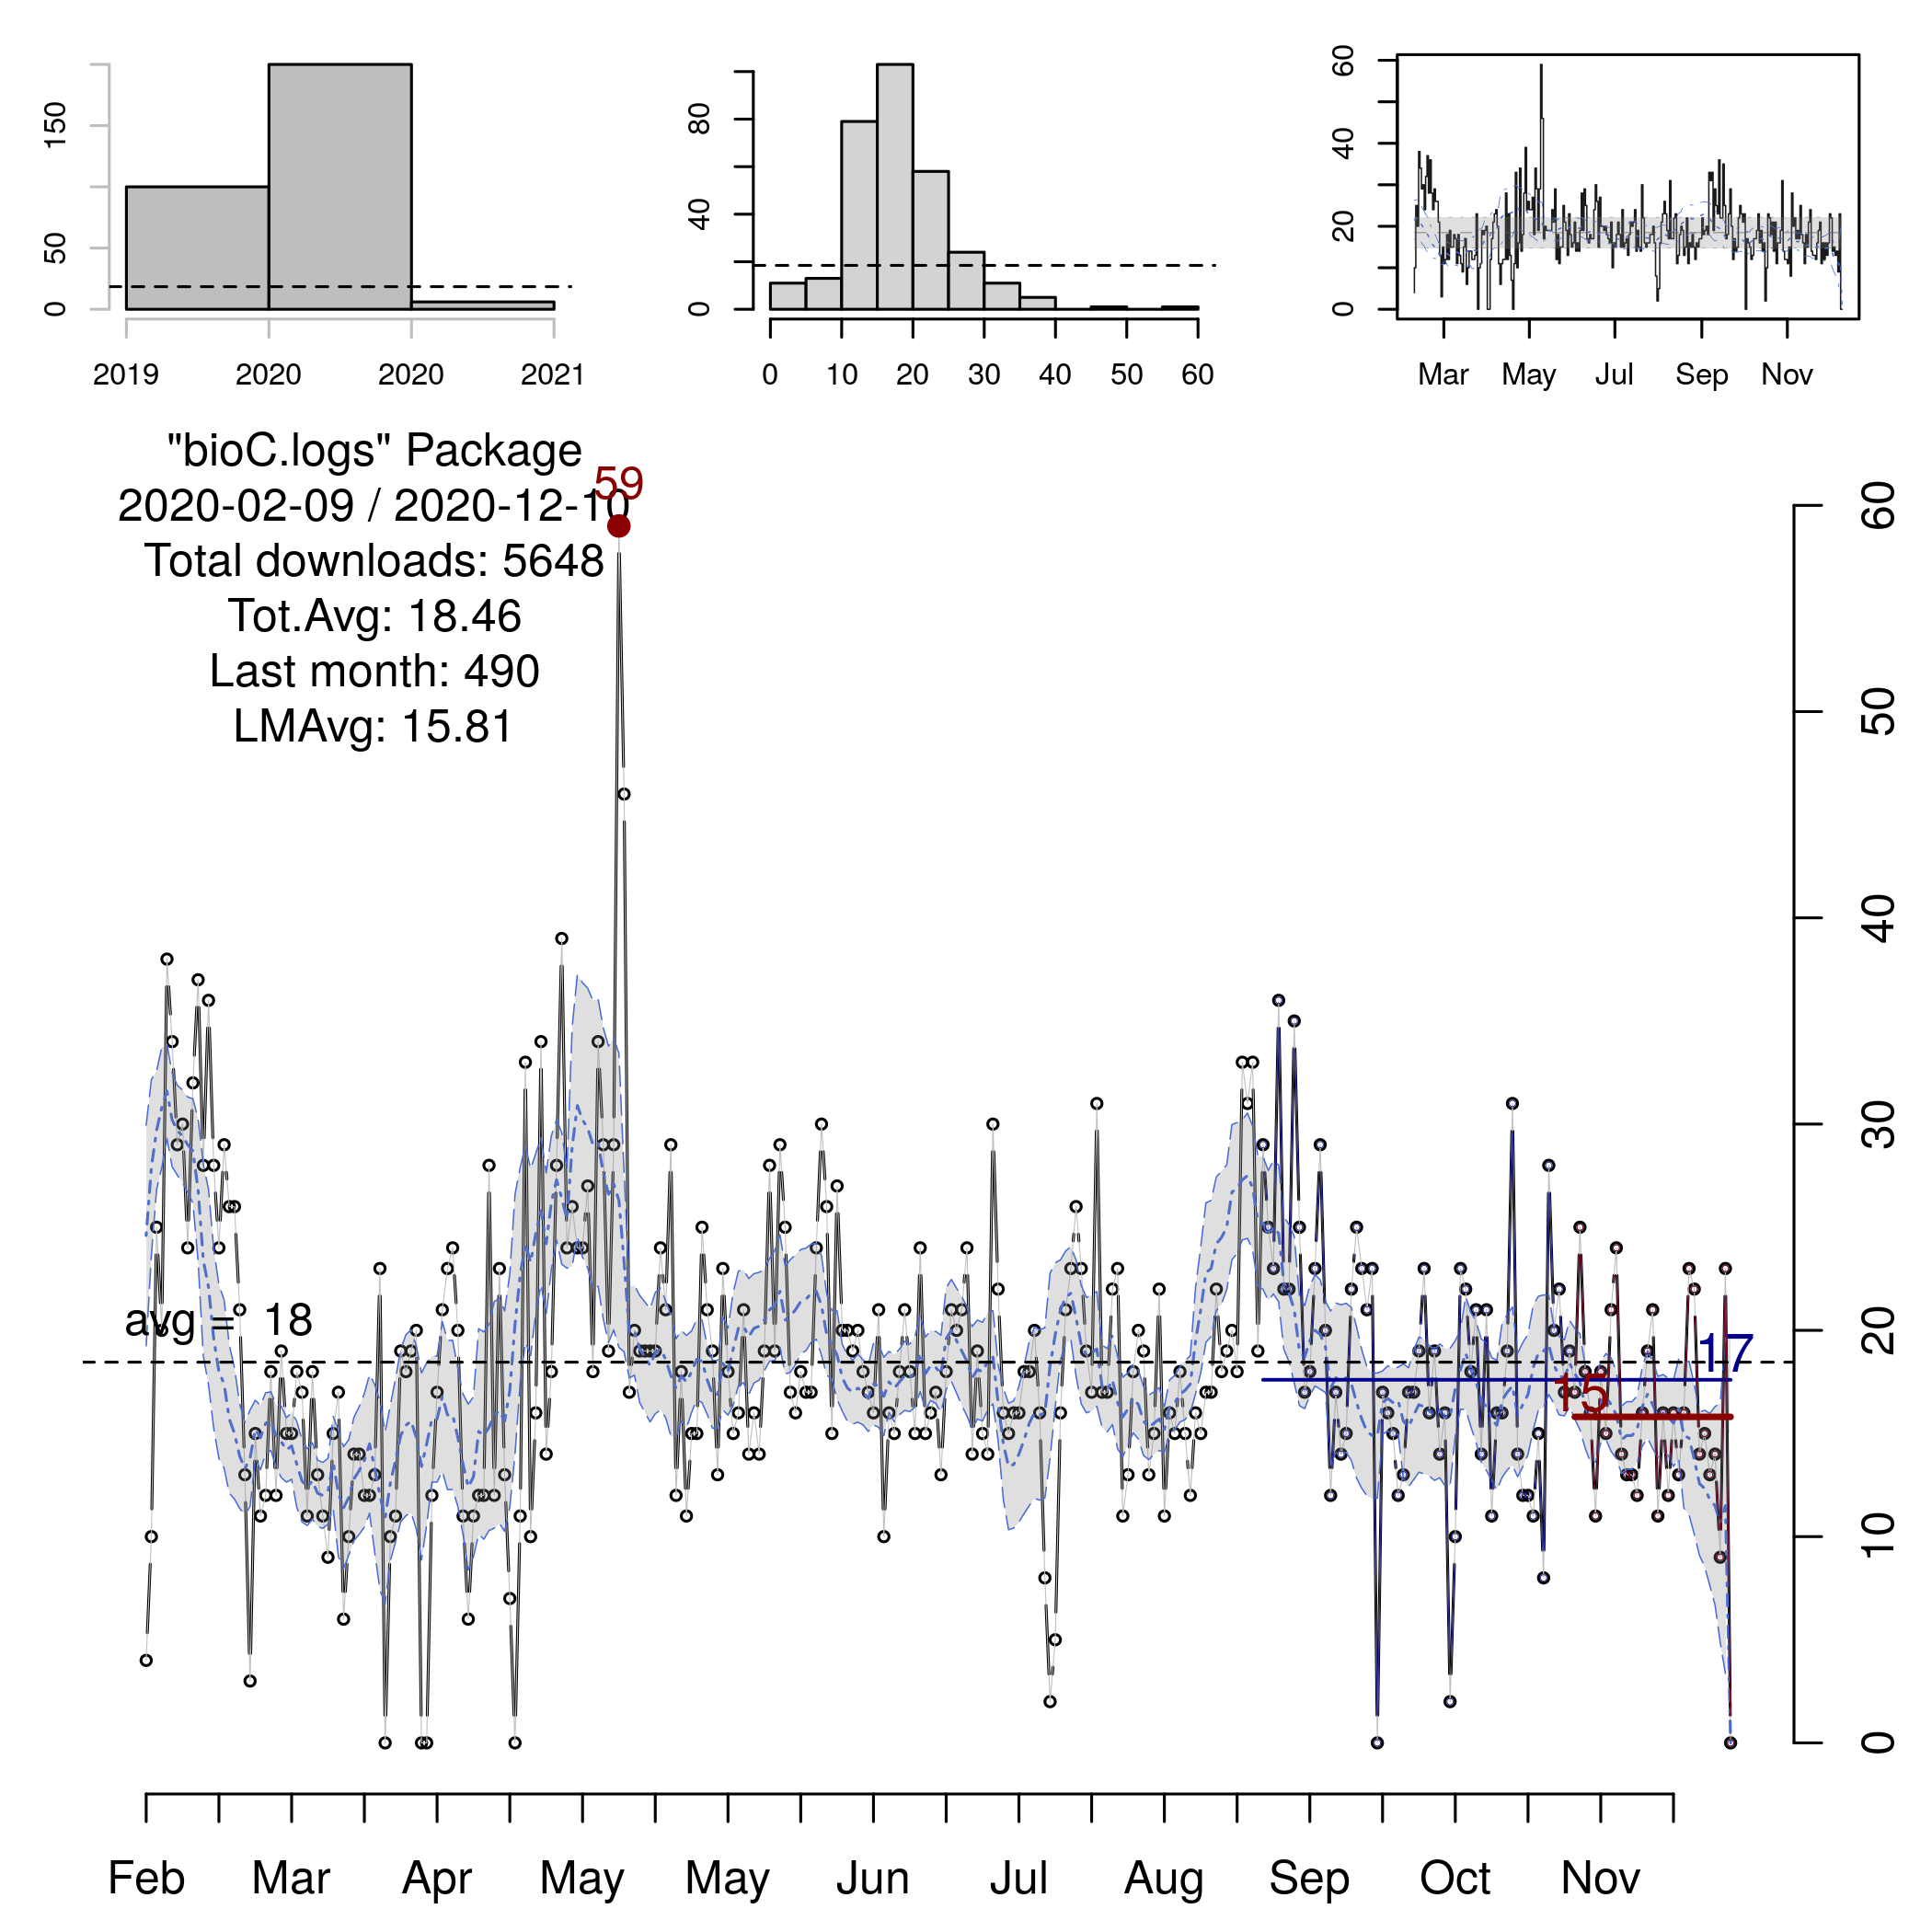 150
50
0
2019 2020 2020 2021
80
40
0
0 10 20 30 40 50 60
60
40
20
0
Mar May Jul Sep Nov
"bioC.logs" Package
2020-02-09 / 2020-12-10
Total downloads: 5648
Tot.Avg: 18.46
Last month: 490
LMAvg: 15.81
59
avg = 18
17
15
60
50
40
30
20
10
0
Feb Mar Apr May May Jun Jul Aug Sep Oct Nov